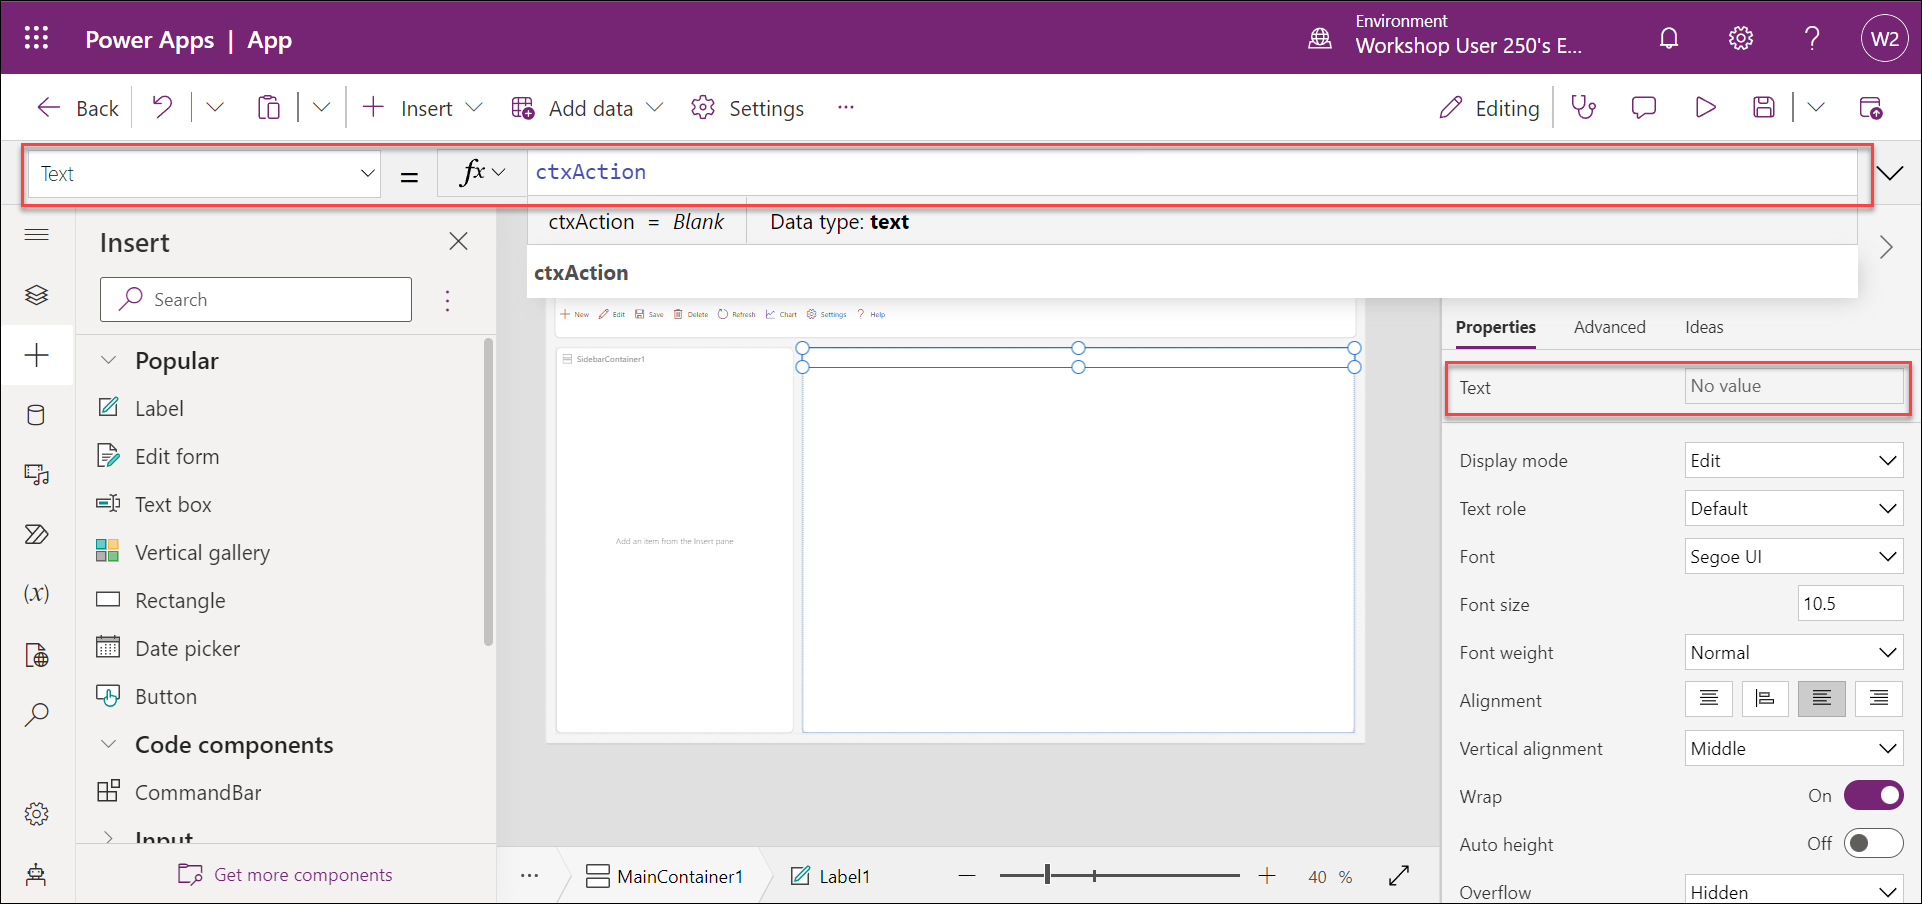 Power Apps | App
Environment
Workshop User 250's E...
W2
Back
Insert
Add data
Settings
...
Editing
Text
=
fx
ctxAction
ctxAction = Blank
Data type: text
ctxAction
Insert
Search
Popular
Label
Edit form
Text box
Vertical gallery
Rectangle
Date picker
Button
Code components
CommandBar
Input
Get more components
(x)
New Edit Save Delete Refresh Chart Settings Help
SidebarContainer1
Add an item from the Insert pane
Properties Advanced Ideas
Text No value
Display mode Edit
Text role Default
Font Segoe UI
Font size 10.5
Font weight Normal
Alignment
Vertical alignment Middle
Wrap On
Auto height Off
Overflow Hidden
... MainContainer1 Label1
40 %